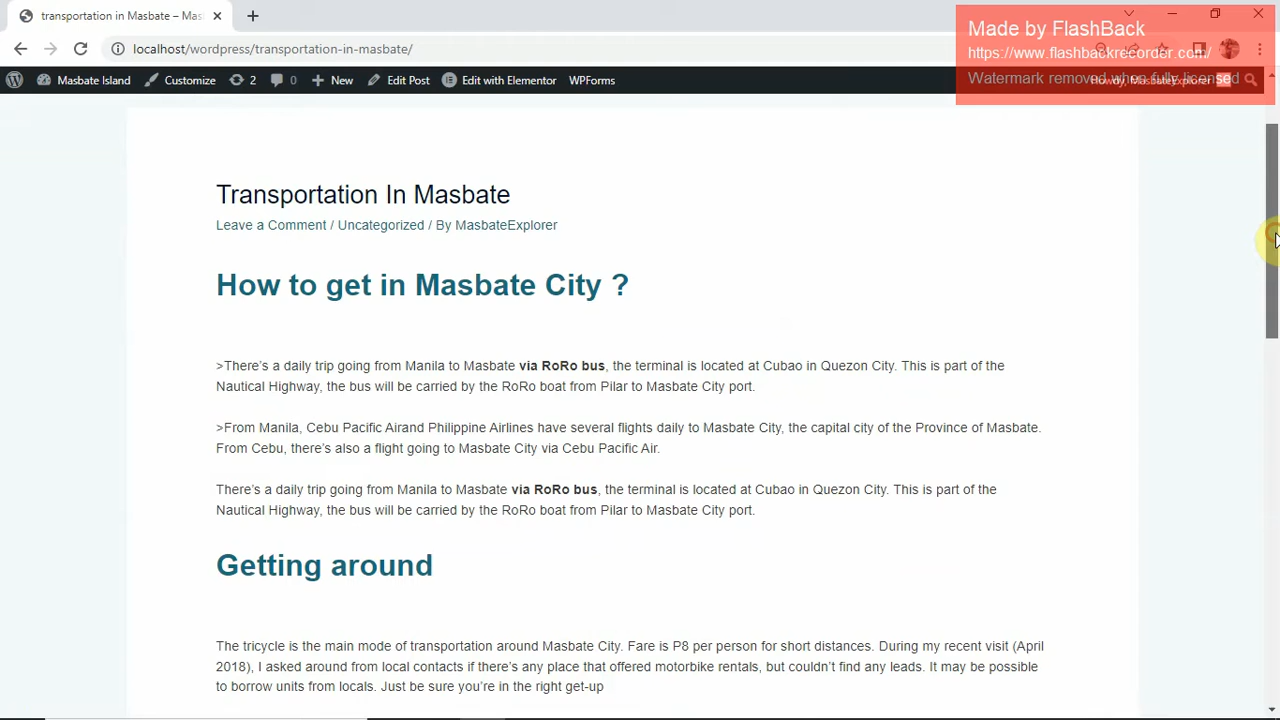 transportation in Masbate – Mas
Made by FlashBack
https://www.flashbackrecorder.com/
Watermark removed when fully licensed
localhost/wordpress/transportation-in-masbate/
Masbate Island Customize 2 0 New Edit Post Edit with Elementor WPForms Howdy, MasbateExplorer
Transportation In Masbate
Leave a Comment / Uncategorized / By MasbateExplorer
How to get in Masbate City ?
>There's a daily trip going from Manila to Masbate via RoRo bus, the terminal is located at Cubao in Quezon City. This is part of the
Nautical Highway, the bus will be carried by the RoRo boat from Pilar to Masbate City port.
>From Manila, Cebu Pacific Airand Philippine Airlines have several flights daily to Masbate City, the capital city of the Province of Masbate.
From Cebu, there's also a flight going to Masbate City via Cebu Pacific Air.
There's a daily trip going from Manila to Masbate via RoRo bus, the terminal is located at Cubao in Quezon City. This is part of the
Nautical Highway, the bus will be carried by the RoRo boat from Pilar to Masbate City port.
Getting around
The tricycle is the main mode of transportation around Masbate City. Fare is P8 per person for short distances. During my recent visit (April
2018), I asked around from local contacts if there's any place that offered motorbike rentals, but couldn't find any leads. It may be possible
to borrow units from locals. Just be sure you're in the right get-up